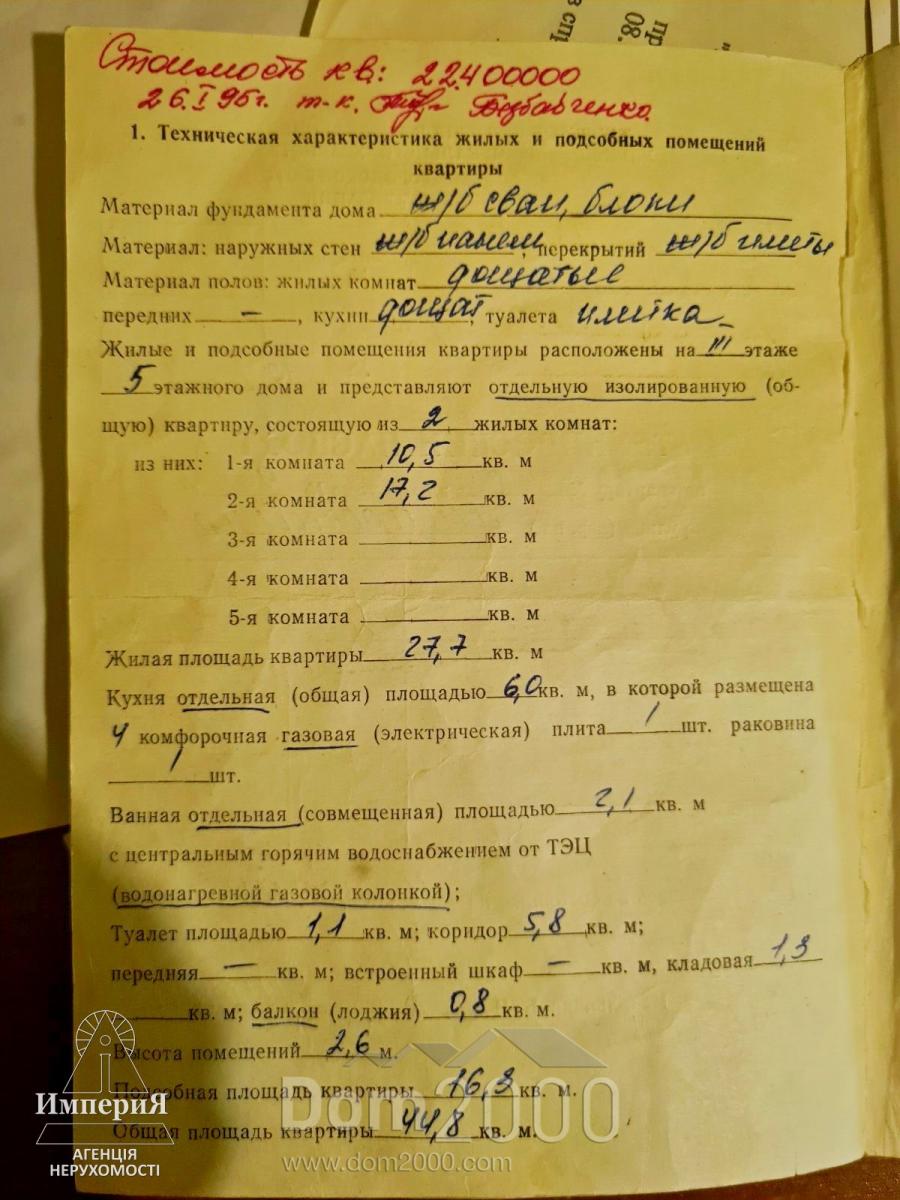 в спр
пр
08.
Стоимость кв: 22400000
26.I 95г. т-к. Безбабченко
1. Техническая характеристика жилых и подсобных помещений
квартиры
Материал фундамента дома ж/б сваи, блоки
Материал: наружных стен ж/б панели, перекрытий ж/б плиты
Материал полов: жилых комнат дощатые
передних — , кухни дощат, туалета плитка
Жилые и подсобные помещения квартиры расположены на III этаже
5 этажного дома и представляют отдельную изолированную (об-
щую) квартиру, состоящую из 2 жилых комнат:
из них: 1-я комната 10,5 кв. м
2-я комната 17,2 кв. м
3-я комната кв. м
4-я комната кв. м
5-я комната кв. м
Жилая площадь квартиры 27,7 кв. м
Кухня отдельная (общая) площадью 6,0 кв. м, в которой размещена
4 комфорочная газовая (электрическая) плита 1 шт. раковина
1 шт.
Ванная отдельная (совмещенная) площадью 2,1 кв. м
с центральным горячим водоснабжением от ТЭЦ
(водонагревной газовой колонкой);
Туалет площадью 1,1 кв. м; коридор 5,8 кв. м;
передняя — кв. м; встроенный шкаф — кв. м, кладовая 1,3
кв. м; балкон (лоджия) 0,8 кв. м.
Высота помещений 2,6 м.
Подсобная площадь квартиры 16,3 кв. м.
Общая площадь квартиры 44,8 кв. м.
ИмпериЯ
АГЕНЦІЯ
НЕРУХОМОСТІ
Dom2000
www.dom2000.com